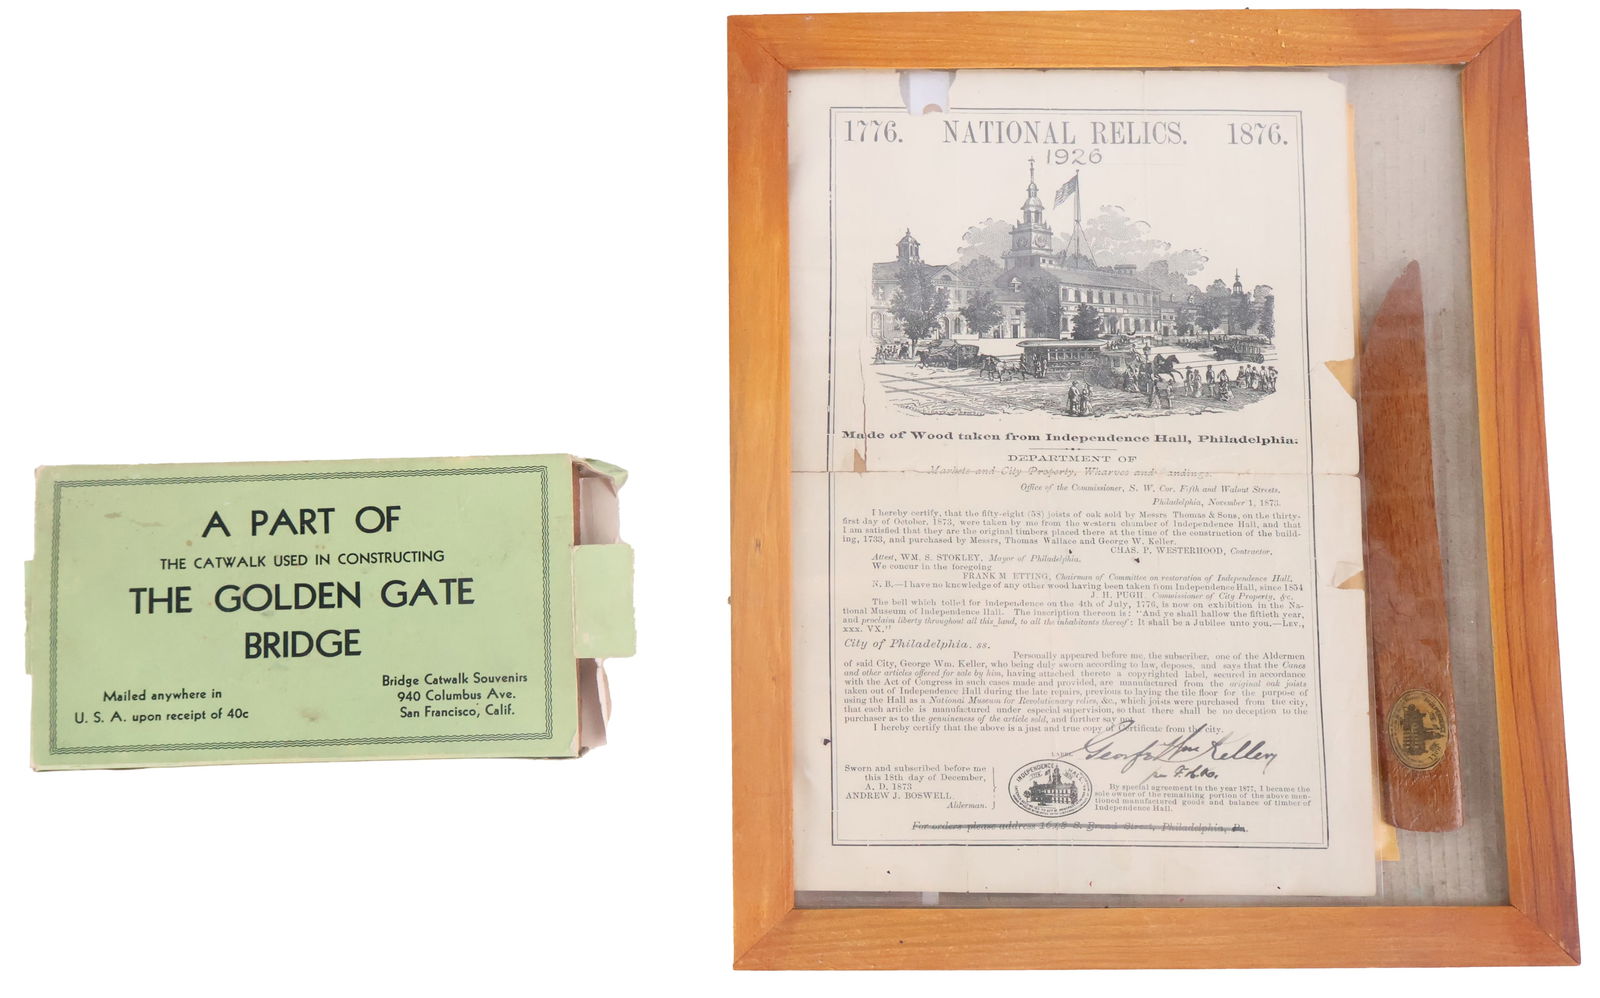 A PART OF
THE CATWALK USED IN CONSTRUCTING
THE GOLDEN GATE
BRIDGE
Mailed anywhere in
U. S. A. upon receipt of 40c
Bridge Catwalk Souvenirs
940 Columbus Ave.
San Francisco, Calif.
1776. NATIONAL RELICS. 1876.
1926
Made of Wood taken from Independence Hall, Philadelphia.
DEPARTMENT OF
Markets and City Property, Wharves and Landings.
Office of the Commissioner, S. W. Cor. Fifth and Walnut Streets,
Philadelphia, November 1, 1873.
I hereby certify, that the fifty-eight (58) joists of oak sold by Messrs Thomas & Sons, on the thirty-
first day of October, 1873, were taken by me from the western chamber of Independence Hall, and that
I am satisfied that they are the original timbers placed there at the time of the construction of the build-
ing, 1733, and purchased by Messrs, Thomas Wallace and George W. Keller.
CHAS. P. WESTERHOOD, Contractor.
Attest, WM. S. STOKLEY, Mayor of Philadelphia.
We concur in the foregoing
FRANK M ETTING, Chairman of Committee on restoration of Independence Hall.
N. B.—I have no knowledge of any other wood having been taken from Independence Hall, since 1854
J. H. PUGH, Commissioner of City Property, &c.
The bell which tolled for independence on the 4th of July, 1776, is now on exhibition in the Na-
tional Museum of Independence Hall. The inscription thereon is: "And ye shall hallow the fiftieth year,
and proclaim liberty throughout all this land, to all the inhabitants thereof: It shall be a Jubilee unto you.—LEV.,
xxx. VX."
City of Philadelphia. ss.
Personally appeared before me, the subscriber, one of the Aldermen
of said City, George Wm. Keller, who being duly sworn according to law, deposes, and says that the Canes
and other articles offered for sale by him, having attached thereto a copyrighted label, secured in accordance
with the Act of Congress in such cases made and provided, are manufactured from the original oak joists
taken out of Independence Hall during the late repairs, previous to laying the tile floor for the purpose of
using the Hall as a National Museum for Revolutionary relics, &c., which joists were purchased from the city,
that each article is manufactured under especial supervision, so that there shall be no deception to the
purchaser as to the genuineness of the article sold, and further say not.
I hereby certify that the above is a just and true copy of Certificate from the city.
George Wm Keller
Sworn and subscribed before me
this 18th day of December,
A. D. 1873
ANDREW J. BOSWELL
Alderman.
INDEPENDENCE HALL
By special agreement in the year 1877, I became the
sole owner of the remaining portion of the above men-
tioned manufactured goods and balance of timber of
Independence Hall.
For orders please address 1618 S. Broad Street, Philadelphia, Pa.